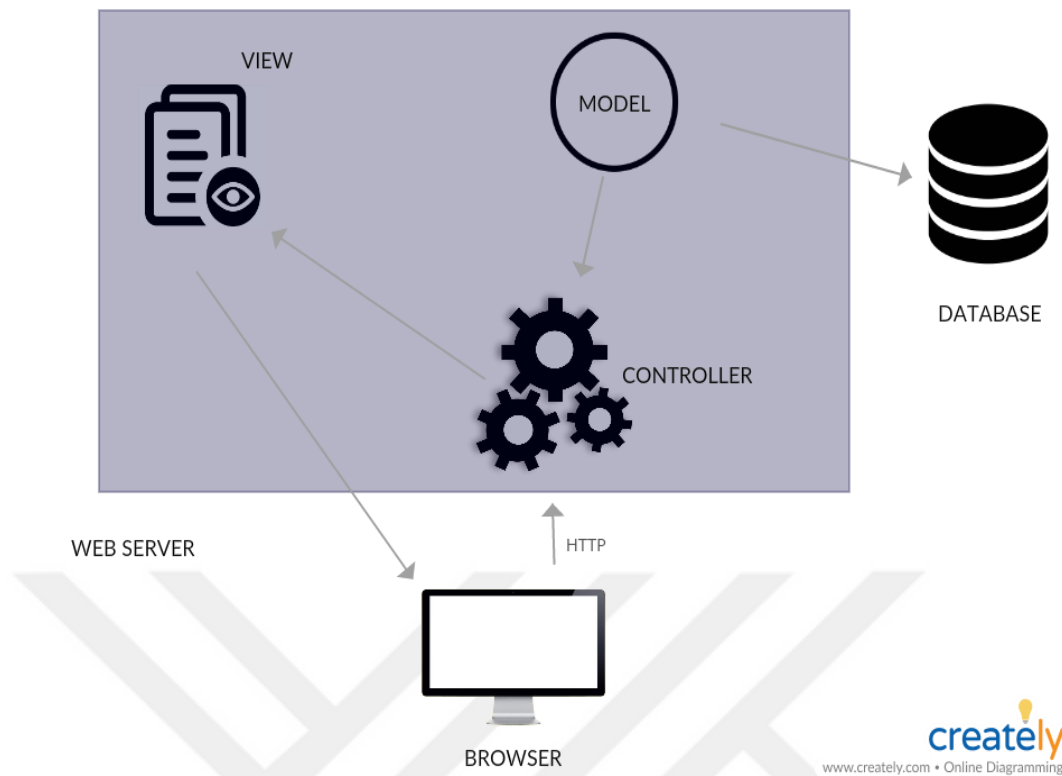 VIEW
MODEL
DATABASE
CONTROLLER
WEB SERVER
HTTP
BROWSER
creately
www.creately.com • Online Diagramming